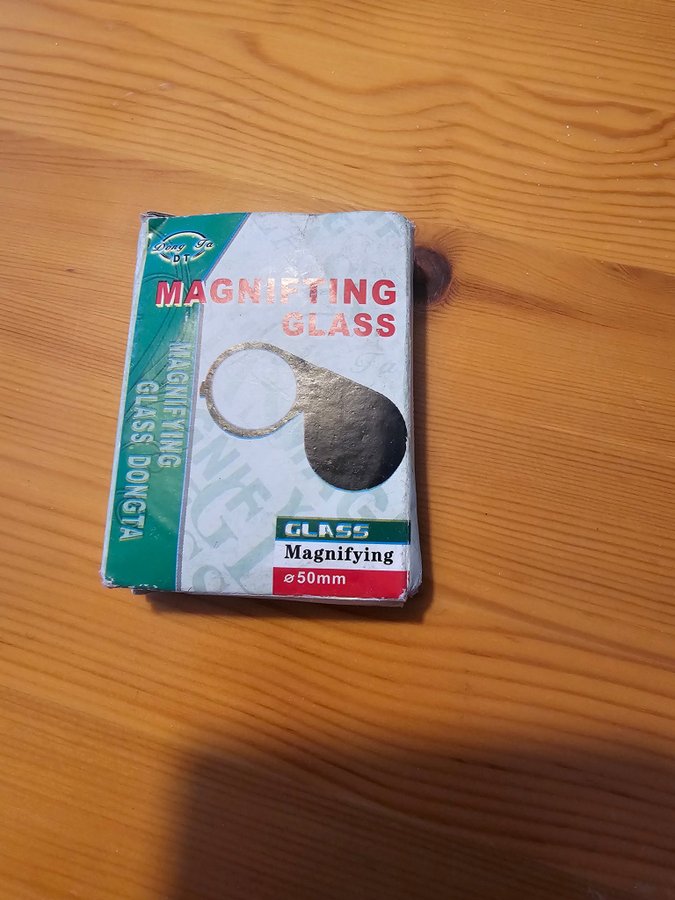 Dong Ta
DT
MAGNIFTING
GLASS
MAGNIFYING
GLASS DONGTA
GLASS
Magnifying
⌀50mm